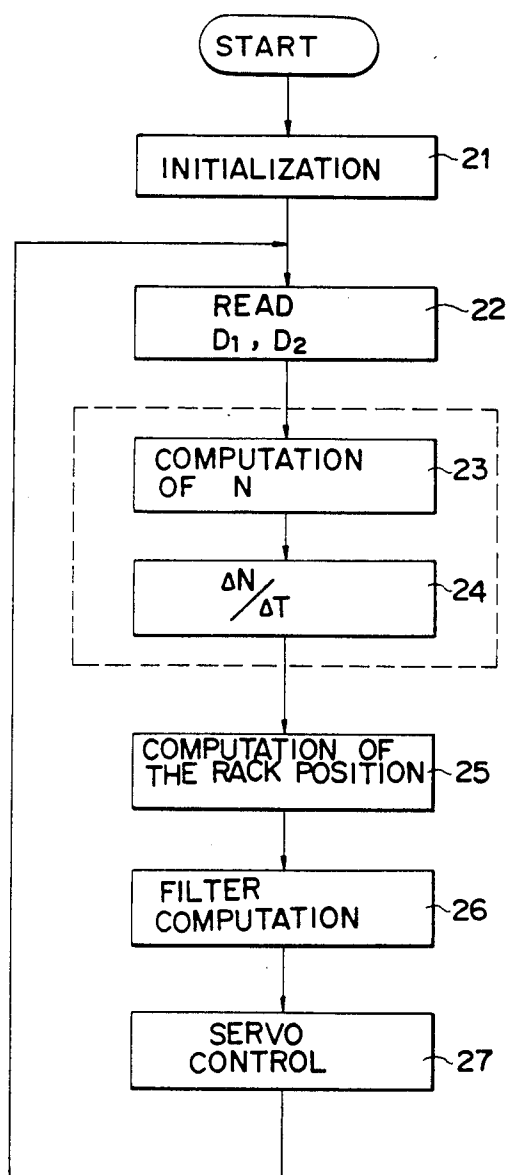 START
INITIALIZATION
21
READ
D1, D2
22
COMPUTATION
OF N
23
ΔN/ΔT
24
COMPUTATION OF
THE RACK POSITION
25
FILTER
COMPUTATION
26
SERVO
CONTROL
27